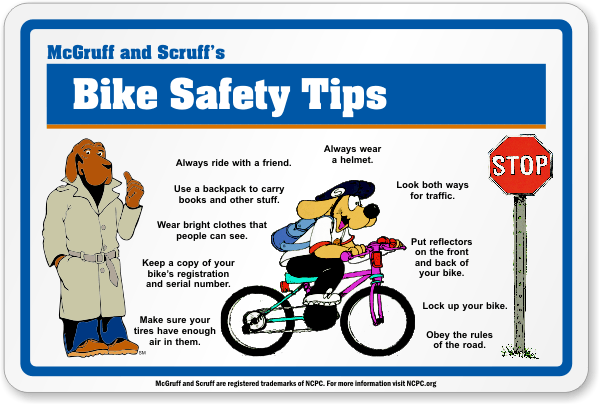 McGruff and Scruff's
Bike Safety Tips
Always ride with a friend.
Use a backpack to carry
books and other stuff.
Wear bright clothes that
people can see.
Keep a copy of your
bike's registration
and serial number.
Make sure your
tires have enough
air in them.
SM
Always wear
a helmet.
Look both ways
for traffic.
Put reflectors
on the front
and back of
your bike.
Lock up your bike.
Obey the rules
of the road.
STOP
McGruff and Scruff are registered trademarks of NCPC. For more information visit NCPC.org